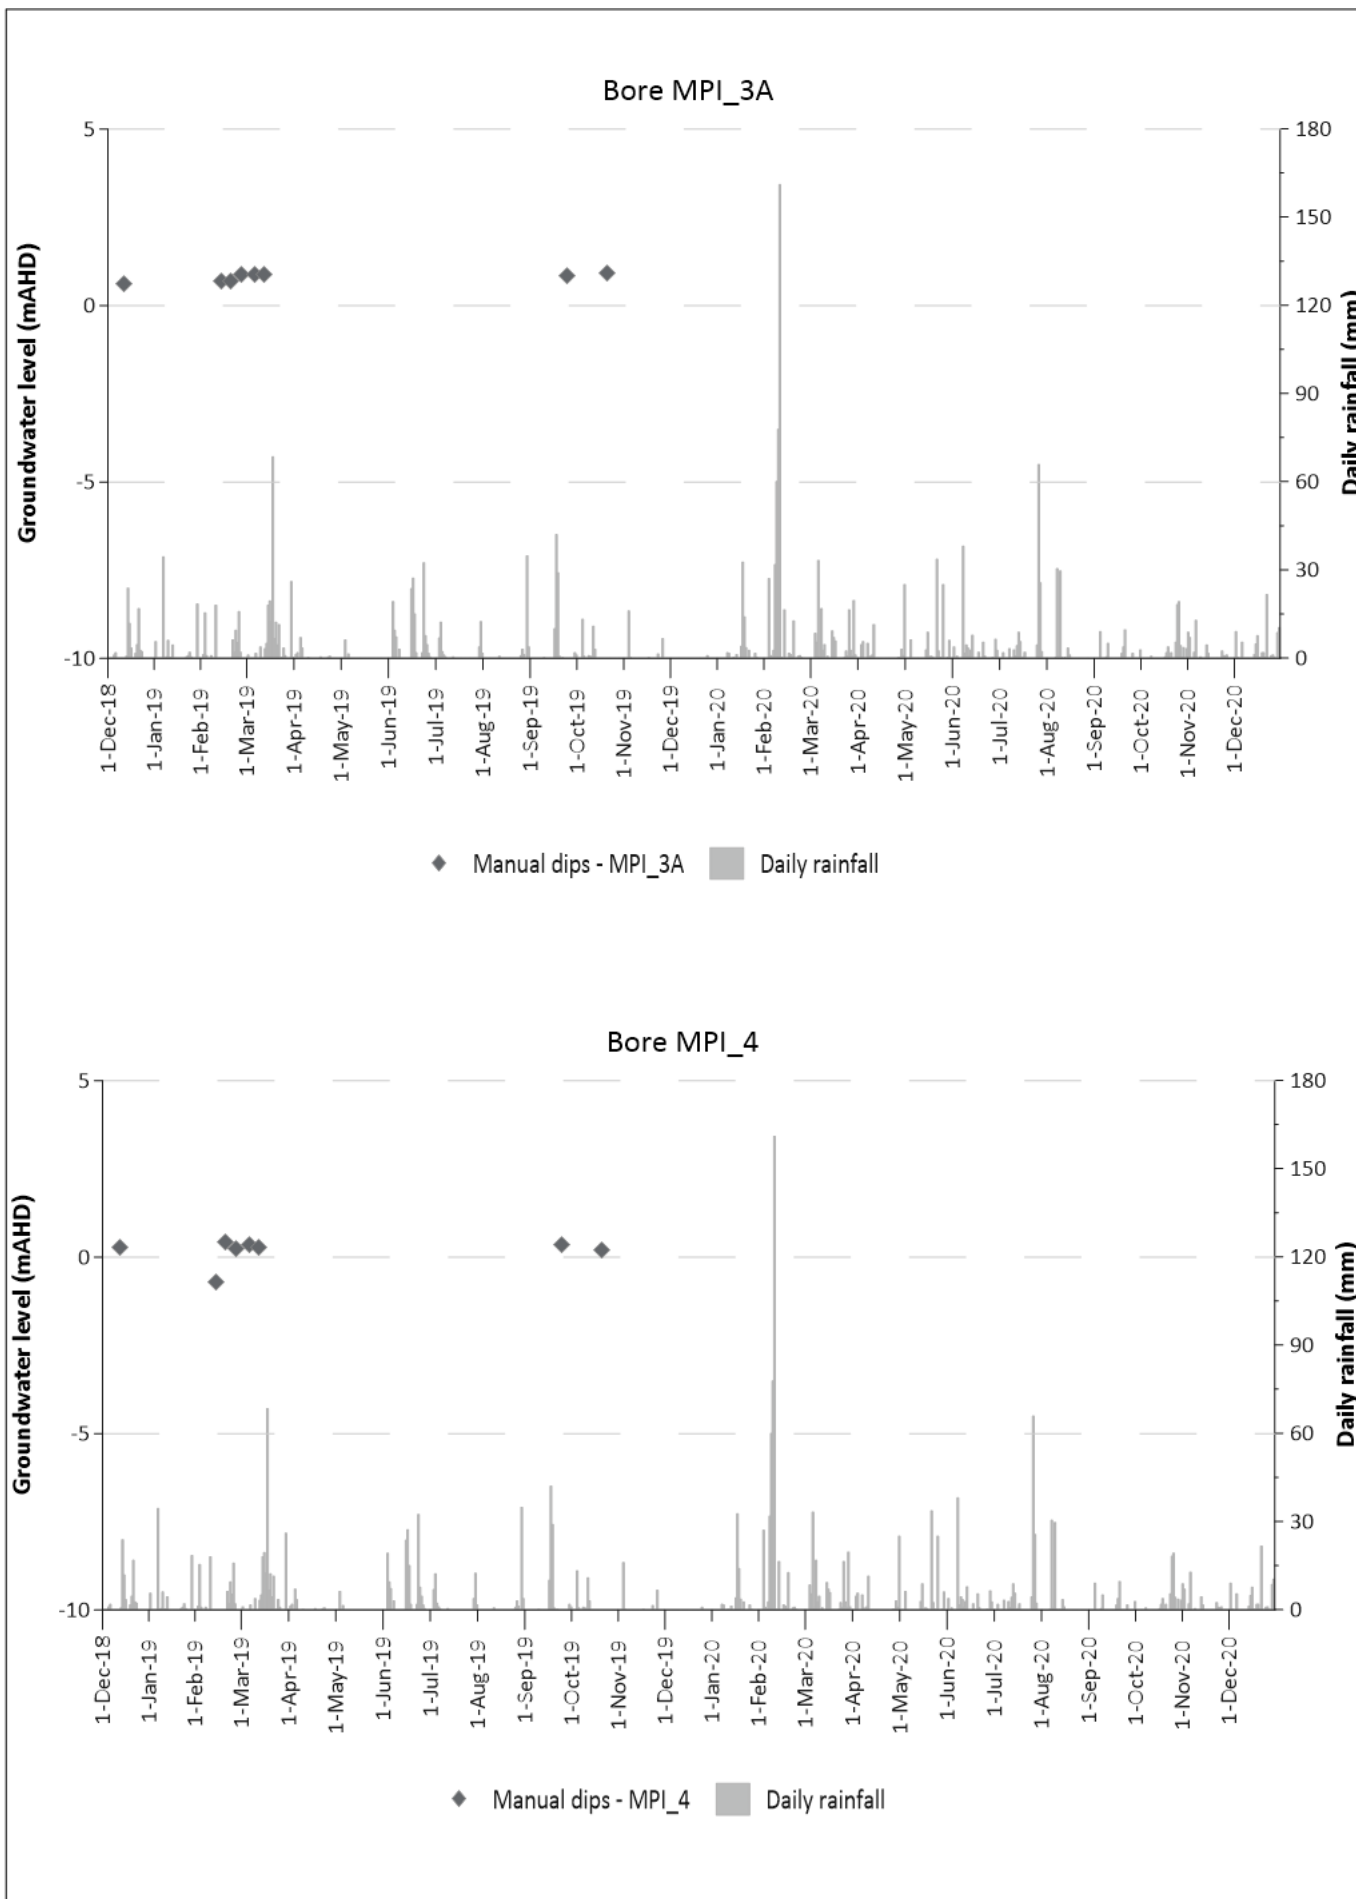 Bore MPI_3A
Groundwater level (mAHD)
5
0
-5
-10
180
150
120
90
60
30
0
Daily rainfall (mm)
1-Dec-18
1-Jan-19
1-Feb-19
1-Mar-19
1-Apr-19
1-May-19
1-Jun-19
1-Jul-19
1-Aug-19
1-Sep-19
1-Oct-19
1-Nov-19
1-Dec-19
1-Jan-20
1-Feb-20
1-Mar-20
1-Apr-20
1-May-20
1-Jun-20
1-Jul-20
1-Aug-20
1-Sep-20
1-Oct-20
1-Nov-20
1-Dec-20
Manual dips - MPI_3A Daily rainfall
Bore MPI_4
Groundwater level (mAHD)
5
0
-5
-10
180
150
120
90
60
30
0
Daily rainfall (mm)
1-Dec-18
1-Jan-19
1-Feb-19
1-Mar-19
1-Apr-19
1-May-19
1-Jun-19
1-Jul-19
1-Aug-19
1-Sep-19
1-Oct-19
1-Nov-19
1-Dec-19
1-Jan-20
1-Feb-20
1-Mar-20
1-Apr-20
1-May-20
1-Jun-20
1-Jul-20
1-Aug-20
1-Sep-20
1-Oct-20
1-Nov-20
1-Dec-20
Manual dips - MPI_4 Daily rainfall